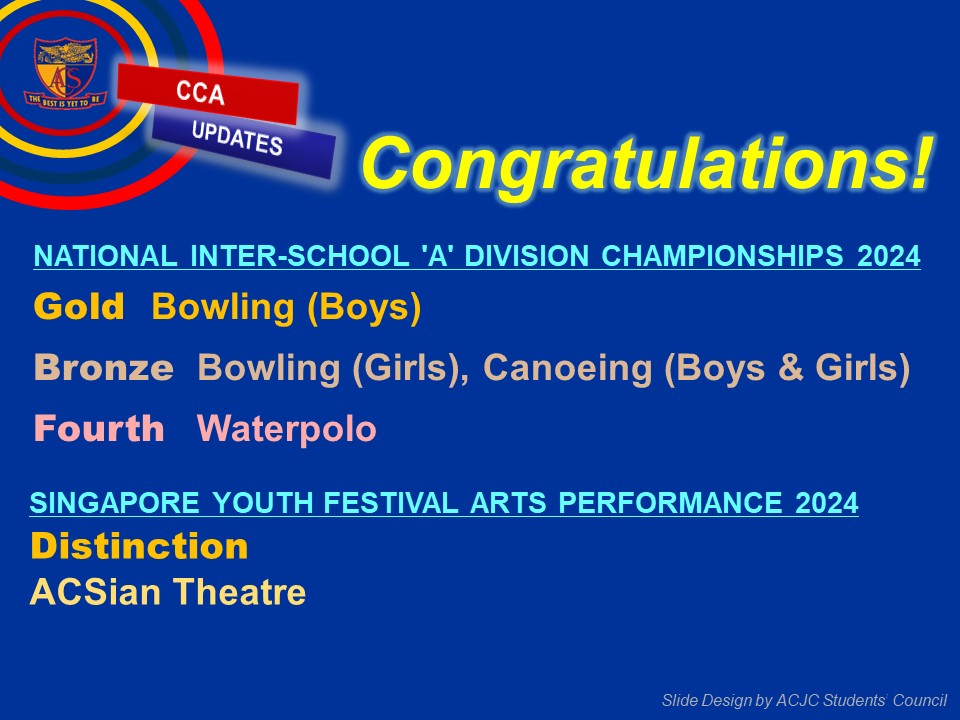 ACS
THE BEST IS YET TO BE
CCA
UPDATES
Congratulations!
NATIONAL INTER-SCHOOL 'A' DIVISION CHAMPIONSHIPS 2024
Gold Bowling (Boys)
Bronze Bowling (Girls), Canoeing (Boys & Girls)
Fourth Waterpolo
SINGAPORE YOUTH FESTIVAL ARTS PERFORMANCE 2024
Distinction
ACSian Theatre
Slide Design by ACJC Students' Council